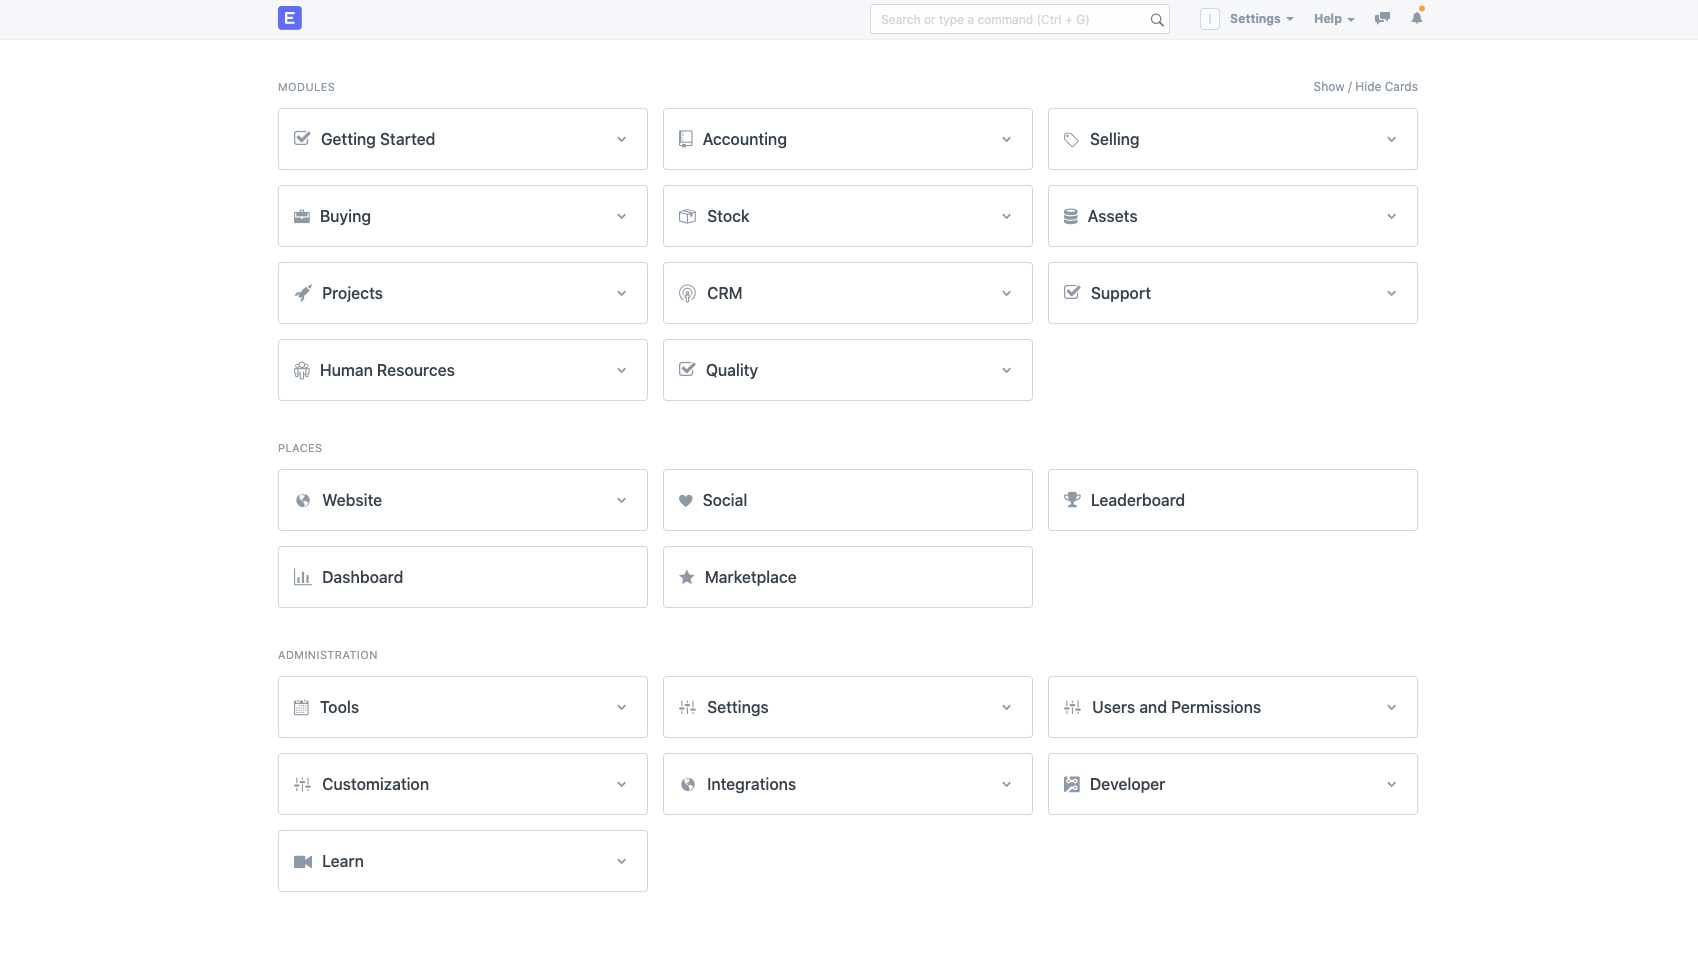 E
Search or type a command (Ctrl + G)
I
Settings
Help
MODULES
Show / Hide Cards
Getting Started
Accounting
Selling
Buying
Stock
Assets
Projects
CRM
Support
Human Resources
Quality
PLACES
Website
Social
Leaderboard
Dashboard
Marketplace
ADMINISTRATION
Tools
Settings
Users and Permissions
Customization
Integrations
Developer
Learn